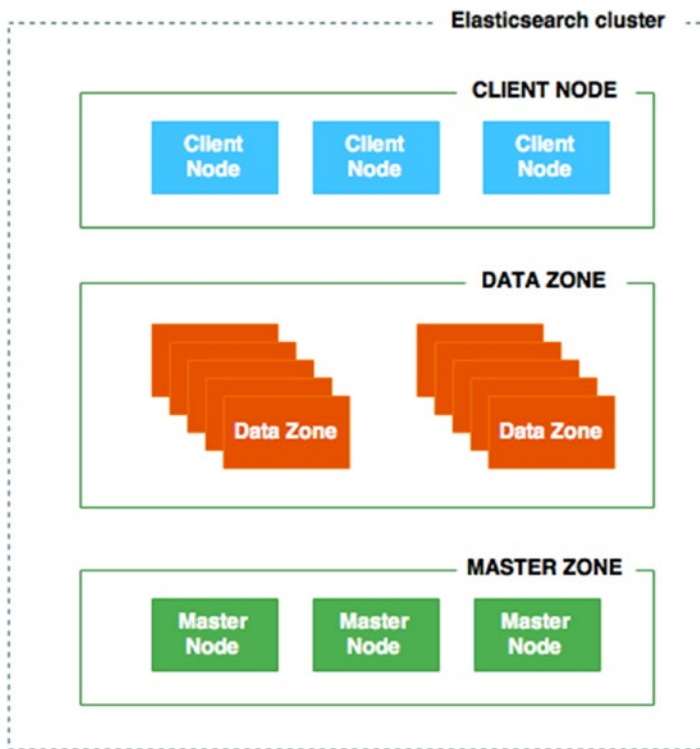 Elasticsearch cluster
CLIENT NODE
Client
Node
Client
Node
Client
Node
DATA ZONE
Data Zone
Data Zone
MASTER ZONE
Master
Node
Master
Node
Master
Node